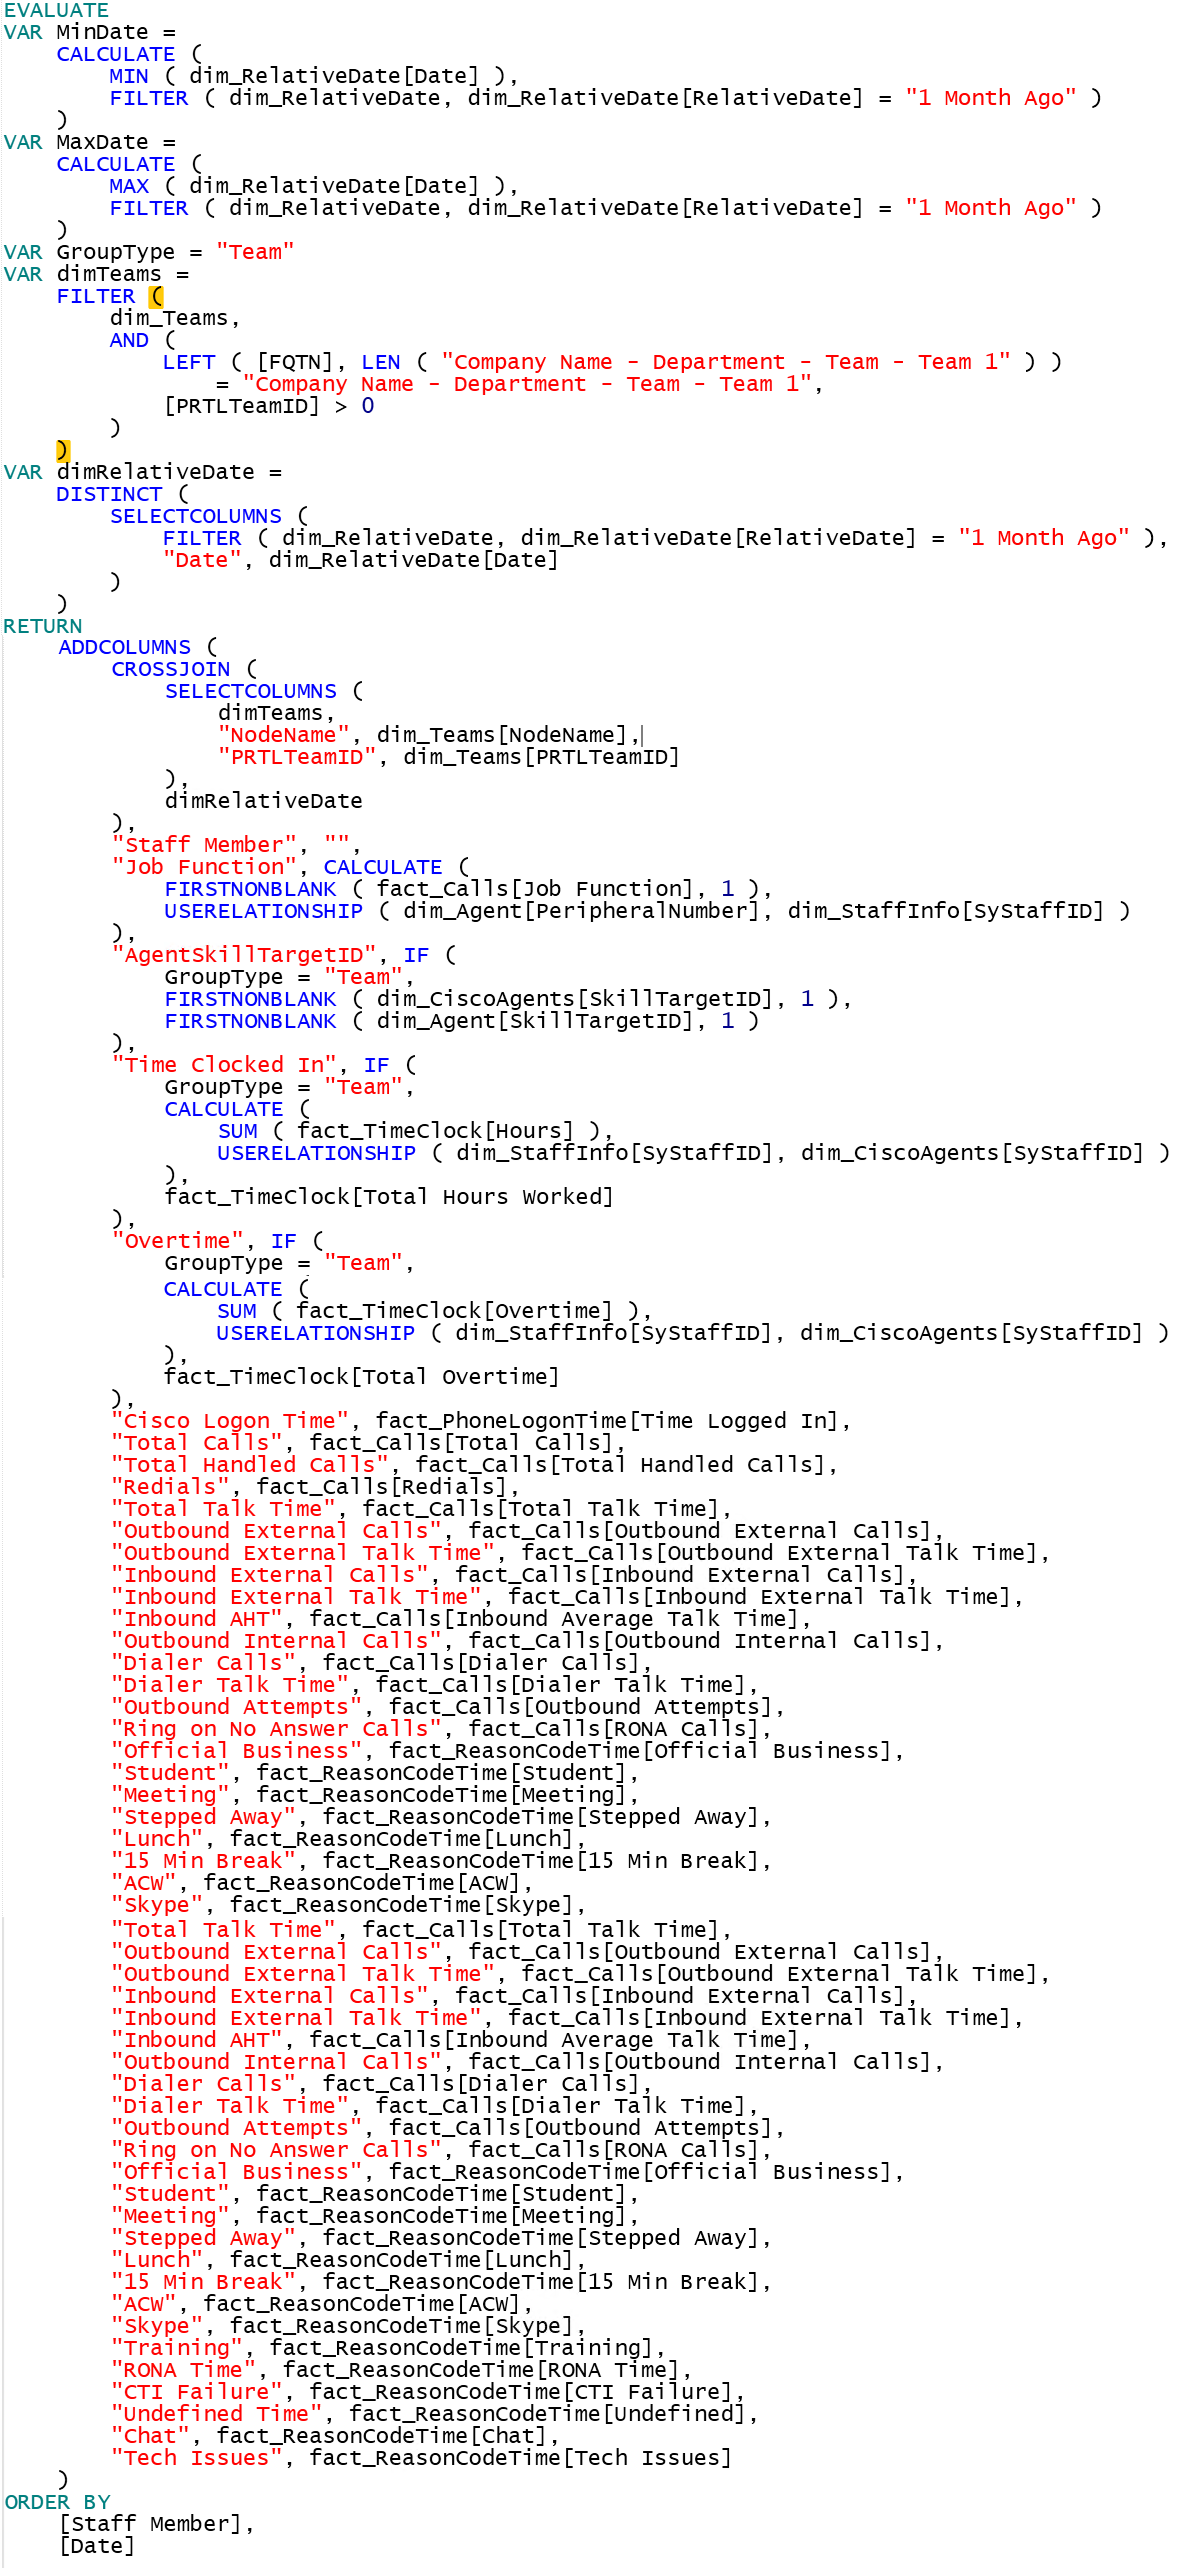 EVALUATE
VAR MinDate =
    CALCULATE (
        MIN ( dim_RelativeDate[Date] ),
        FILTER ( dim_RelativeDate, dim_RelativeDate[RelativeDate] = "1 Month Ago" )
    )
VAR MaxDate =
    CALCULATE (
        MAX ( dim_RelativeDate[Date] ),
        FILTER ( dim_RelativeDate, dim_RelativeDate[RelativeDate] = "1 Month Ago" )
    )
VAR GroupType = "Team"
VAR dimTeams =
    FILTER (
        dim_Teams,
        AND (
            LEFT ( [FQTN], LEN ( "Company Name - Department - Team - Team 1" ) )
                = "Company Name - Department - Team - Team 1",
            [PRTLTeamID] > 0
        )
    )
VAR dimRelativeDate =
    DISTINCT (
        SELECTCOLUMNS (
            FILTER ( dim_RelativeDate, dim_RelativeDate[RelativeDate] = "1 Month Ago" ),
            "Date", dim_RelativeDate[Date]
        )
    )
RETURN
    ADDCOLUMNS (
        CROSSJOIN (
            SELECTCOLUMNS (
                dimTeams,
                "NodeName", dim_Teams[NodeName],
                "PRTLTeamID", dim_Teams[PRTLTeamID]
            ),
            dimRelativeDate
        ),
        "Staff Member", "",
        "Job Function", CALCULATE (
            FIRSTNONBLANK ( fact_Calls[Job Function], 1 ),
            USERELATIONSHIP ( dim_Agent[PeripheralNumber], dim_StaffInfo[SyStaffID] )
        ),
        "AgentSkillTargetID", IF (
            GroupType = "Team",
            FIRSTNONBLANK ( dim_CiscoAgents[SkillTargetID], 1 ),
            FIRSTNONBLANK ( dim_Agent[SkillTargetID], 1 )
        ),
        "Time Clocked In", IF (
            GroupType = "Team",
            CALCULATE (
                SUM ( fact_TimeClock[Hours] ),
                USERELATIONSHIP ( dim_StaffInfo[SyStaffID], dim_CiscoAgents[SyStaffID] )
            ),
            fact_TimeClock[Total Hours Worked]
        ),
        "Overtime", IF (
            GroupType = "Team",
            CALCULATE (
                SUM ( fact_TimeClock[Overtime] ),
                USERELATIONSHIP ( dim_StaffInfo[SyStaffID], dim_CiscoAgents[SyStaffID] )
            ),
            fact_TimeClock[Total Overtime]
        ),
        "Cisco Logon Time", fact_PhoneLogonTime[Time Logged In],
        "Total Calls", fact_Calls[Total Calls],
        "Total Handled Calls", fact_Calls[Total Handled Calls],
        "Redials", fact_Calls[Redials],
        "Total Talk Time", fact_Calls[Total Talk Time],
        "Outbound External Calls", fact_Calls[Outbound External Calls],
        "Outbound External Talk Time", fact_Calls[Outbound External Talk Time],
        "Inbound External Calls", fact_Calls[Inbound External Calls],
        "Inbound External Talk Time", fact_Calls[Inbound External Talk Time],
        "Inbound AHT", fact_Calls[Inbound Average Talk Time],
        "Outbound Internal Calls", fact_Calls[Outbound Internal Calls],
        "Dialer Calls", fact_Calls[Dialer Calls],
        "Dialer Talk Time", fact_Calls[Dialer Talk Time],
        "Outbound Attempts", fact_Calls[Outbound Attempts],
        "Ring on No Answer Calls", fact_Calls[RONA Calls],
        "Official Business", fact_ReasonCodeTime[Official Business],
        "Student", fact_ReasonCodeTime[Student],
        "Meeting", fact_ReasonCodeTime[Meeting],
        "Stepped Away", fact_ReasonCodeTime[Stepped Away],
        "Lunch", fact_ReasonCodeTime[Lunch],
        "15 Min Break", fact_ReasonCodeTime[15 Min Break],
        "ACW", fact_ReasonCodeTime[ACW],
        "Skype", fact_ReasonCodeTime[Skype],
        "Total Talk Time", fact_Calls[Total Talk Time],
        "Outbound External Calls", fact_Calls[Outbound External Calls],
        "Outbound External Talk Time", fact_Calls[Outbound External Talk Time],
        "Inbound External Calls", fact_Calls[Inbound External Calls],
        "Inbound External Talk Time", fact_Calls[Inbound External Talk Time],
        "Inbound AHT", fact_Calls[Inbound Average Talk Time],
        "Outbound Internal Calls", fact_Calls[Outbound Internal Calls],
        "Dialer Calls", fact_Calls[Dialer Calls],
        "Dialer Talk Time", fact_Calls[Dialer Talk Time],
        "Outbound Attempts", fact_Calls[Outbound Attempts],
        "Ring on No Answer Calls", fact_Calls[RONA Calls],
        "Official Business", fact_ReasonCodeTime[Official Business],
        "Student", fact_ReasonCodeTime[Student],
        "Meeting", fact_ReasonCodeTime[Meeting],
        "Stepped Away", fact_ReasonCodeTime[Stepped Away],
        "Lunch", fact_ReasonCodeTime[Lunch],
        "15 Min Break", fact_ReasonCodeTime[15 Min Break],
        "ACW", fact_ReasonCodeTime[ACW],
        "Skype", fact_ReasonCodeTime[Skype],
        "Training", fact_ReasonCodeTime[Training],
        "RONA Time", fact_ReasonCodeTime[RONA Time],
        "CTI Failure", fact_ReasonCodeTime[CTI Failure],
        "Undefined Time", fact_ReasonCodeTime[Undefined],
        "Chat", fact_ReasonCodeTime[Chat],
        "Tech Issues", fact_ReasonCodeTime[Tech Issues]
    )
ORDER BY
    [Staff Member],
    [Date]